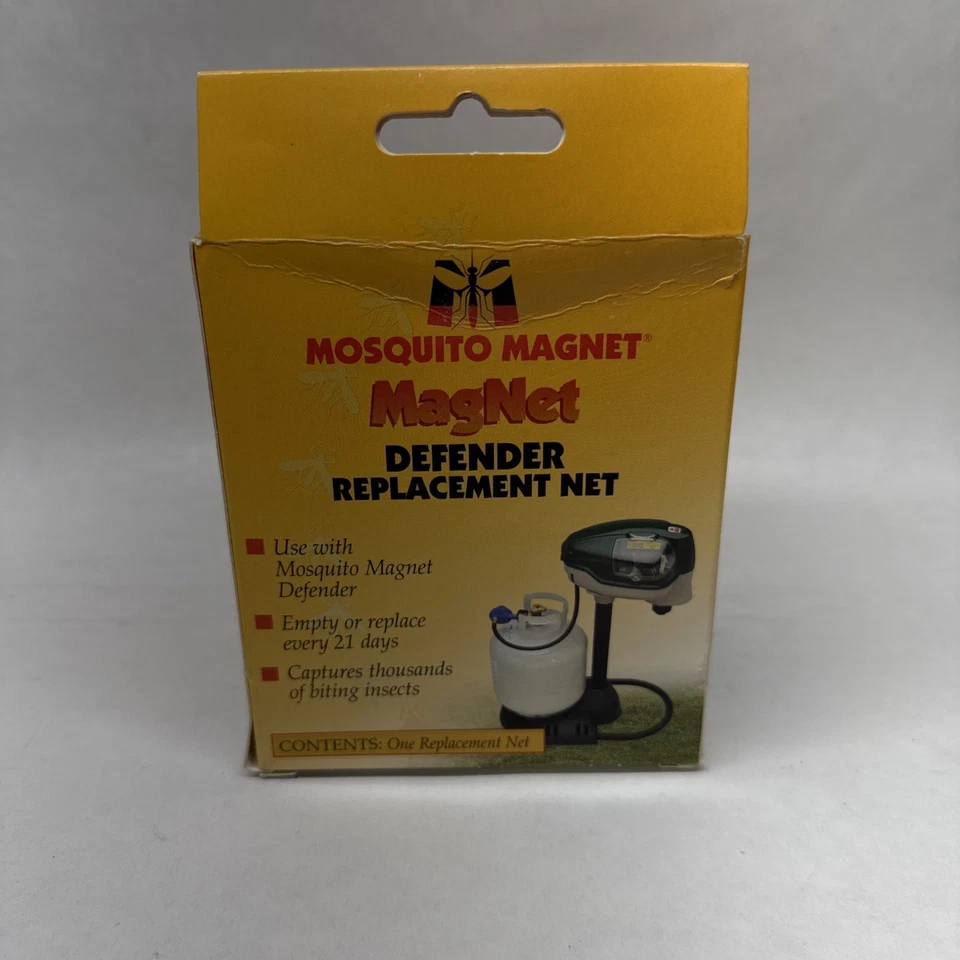 MOSQUITO MAGNET®
MagNet
DEFENDER
REPLACEMENT NET
Use with
Mosquito Magnet
Defender
Empty or replace
every 21 days
Captures thousands
of biting insects
CONTENTS: One Replacement Net